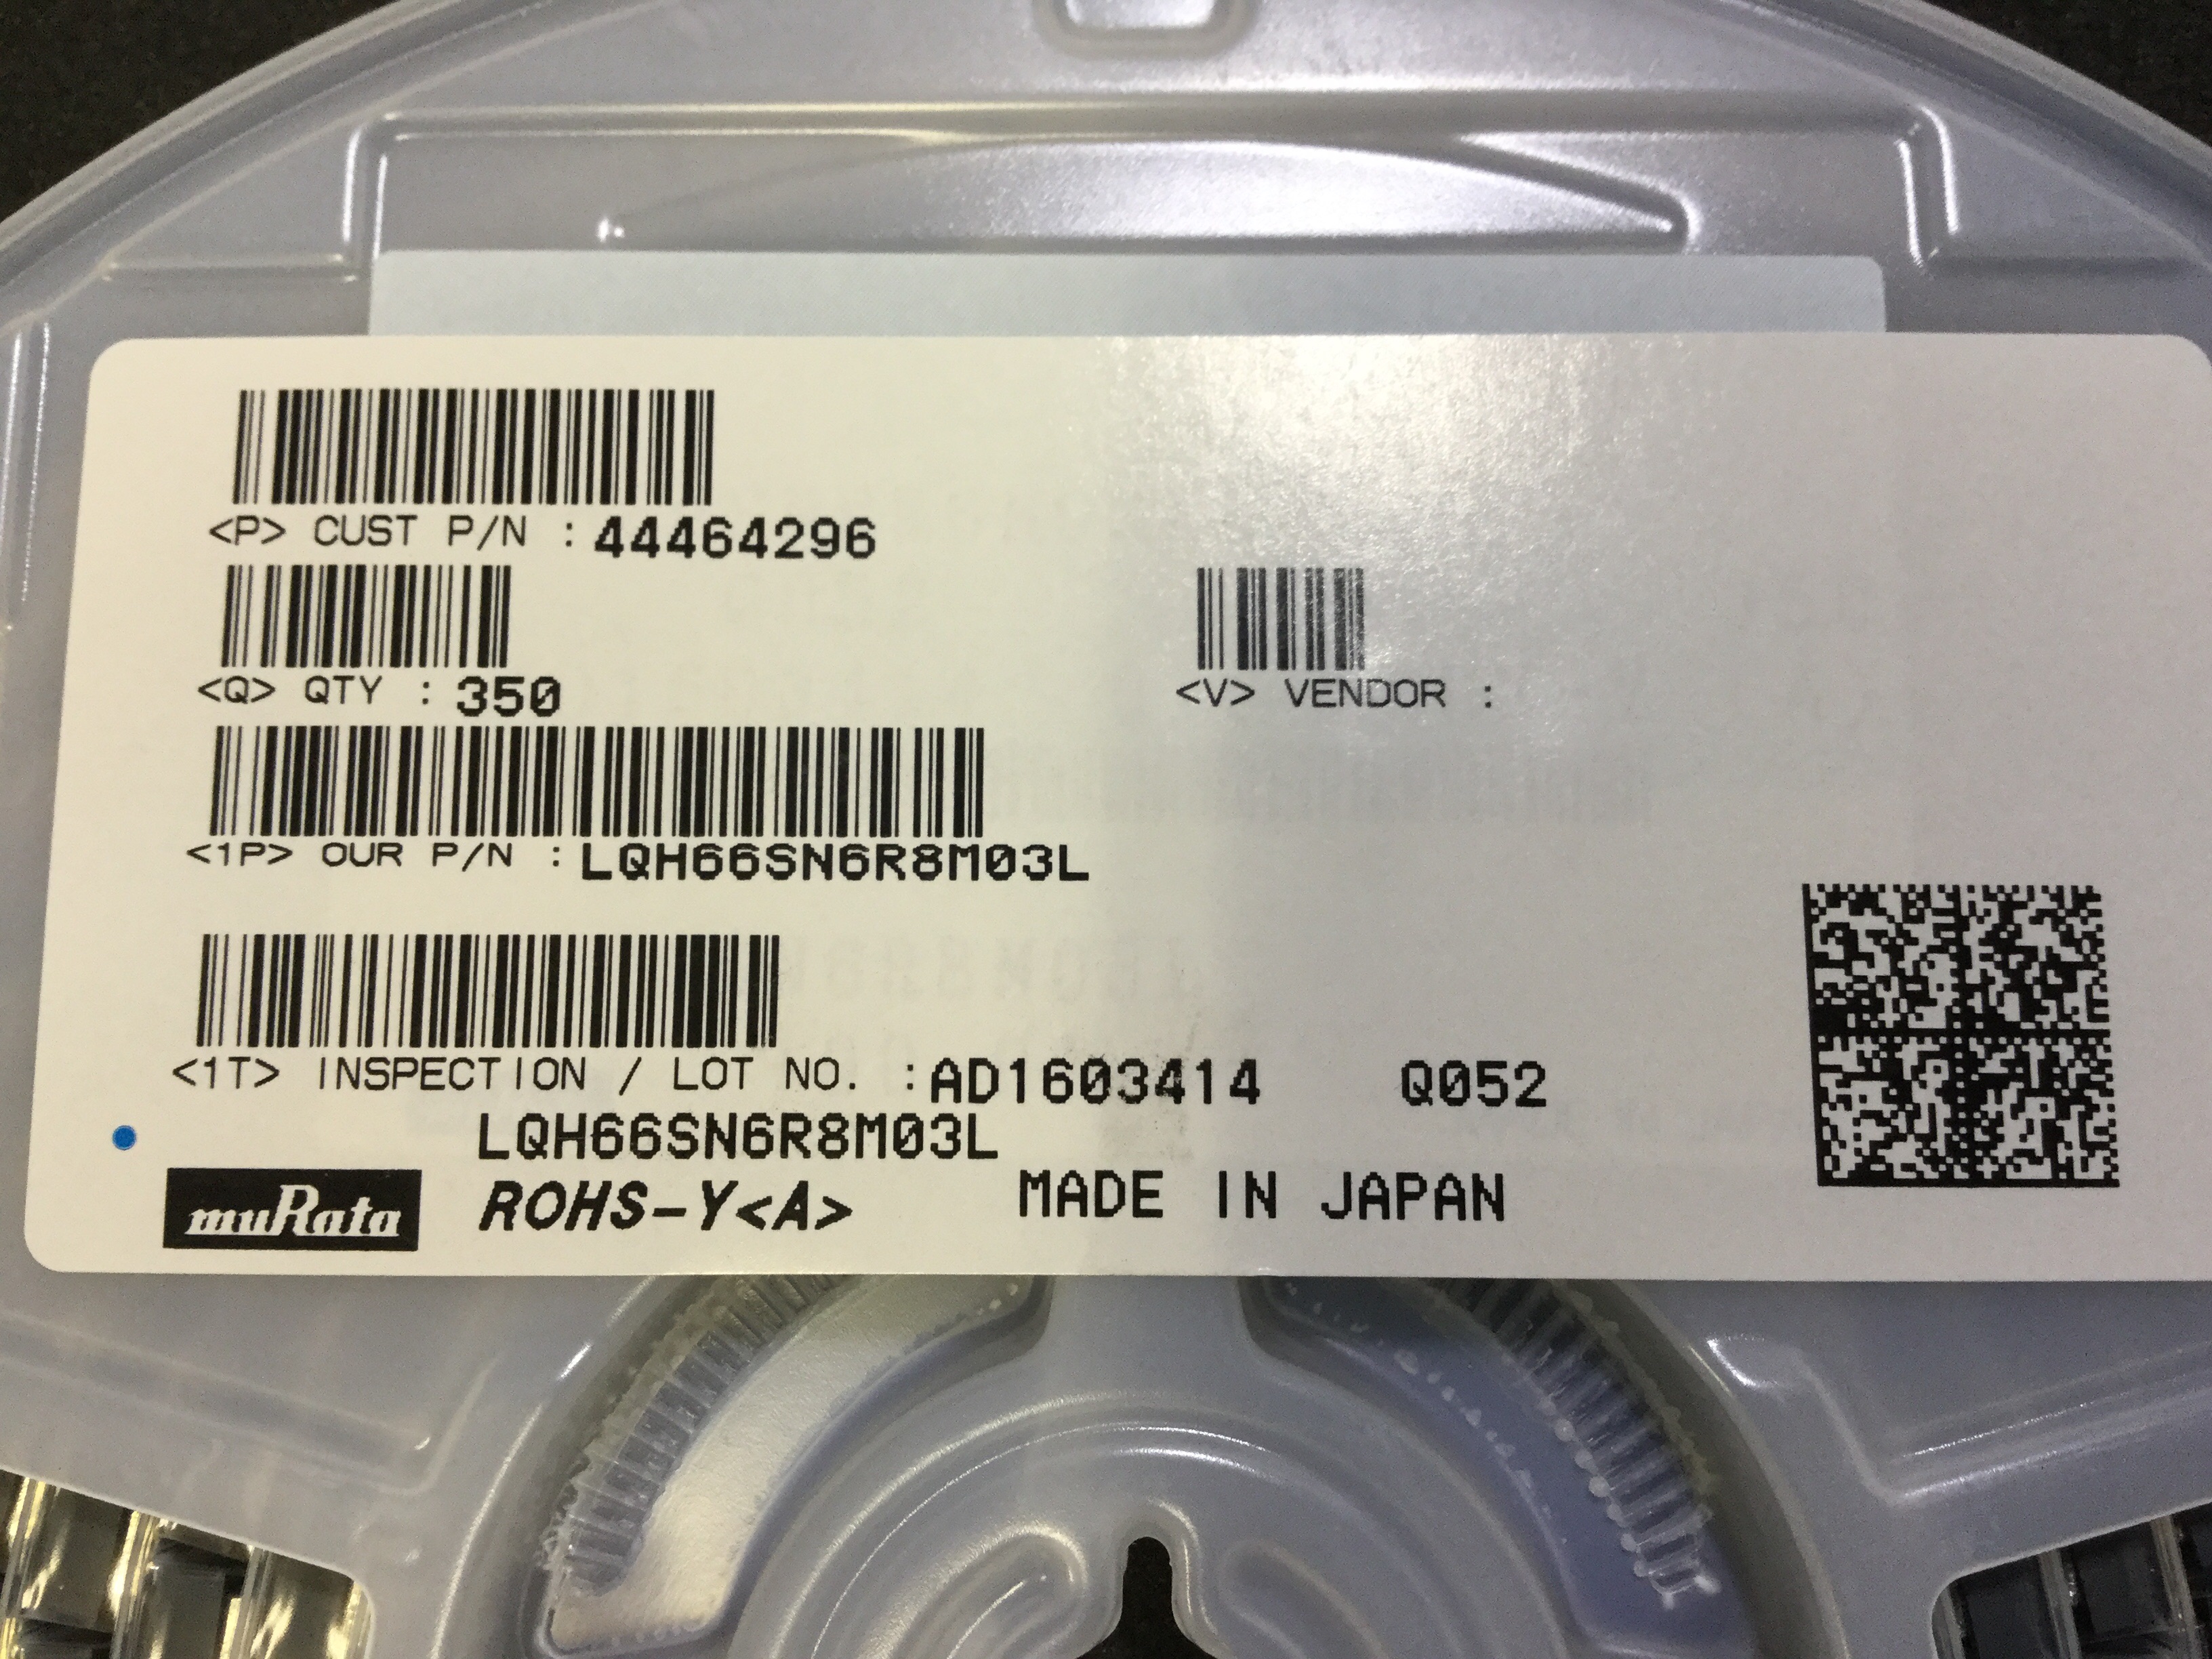 <P> CUST P/N : 44464296
<Q> QTY : 350
<V> VENDOR :
<1P> OUR P/N : LQH66SN6R8M03L
<1T> INSPECTION / LOT NO. : AD1603414 Q052
LQH66SN6R8M03L
muRata ROHS-Y<A> MADE IN JAPAN